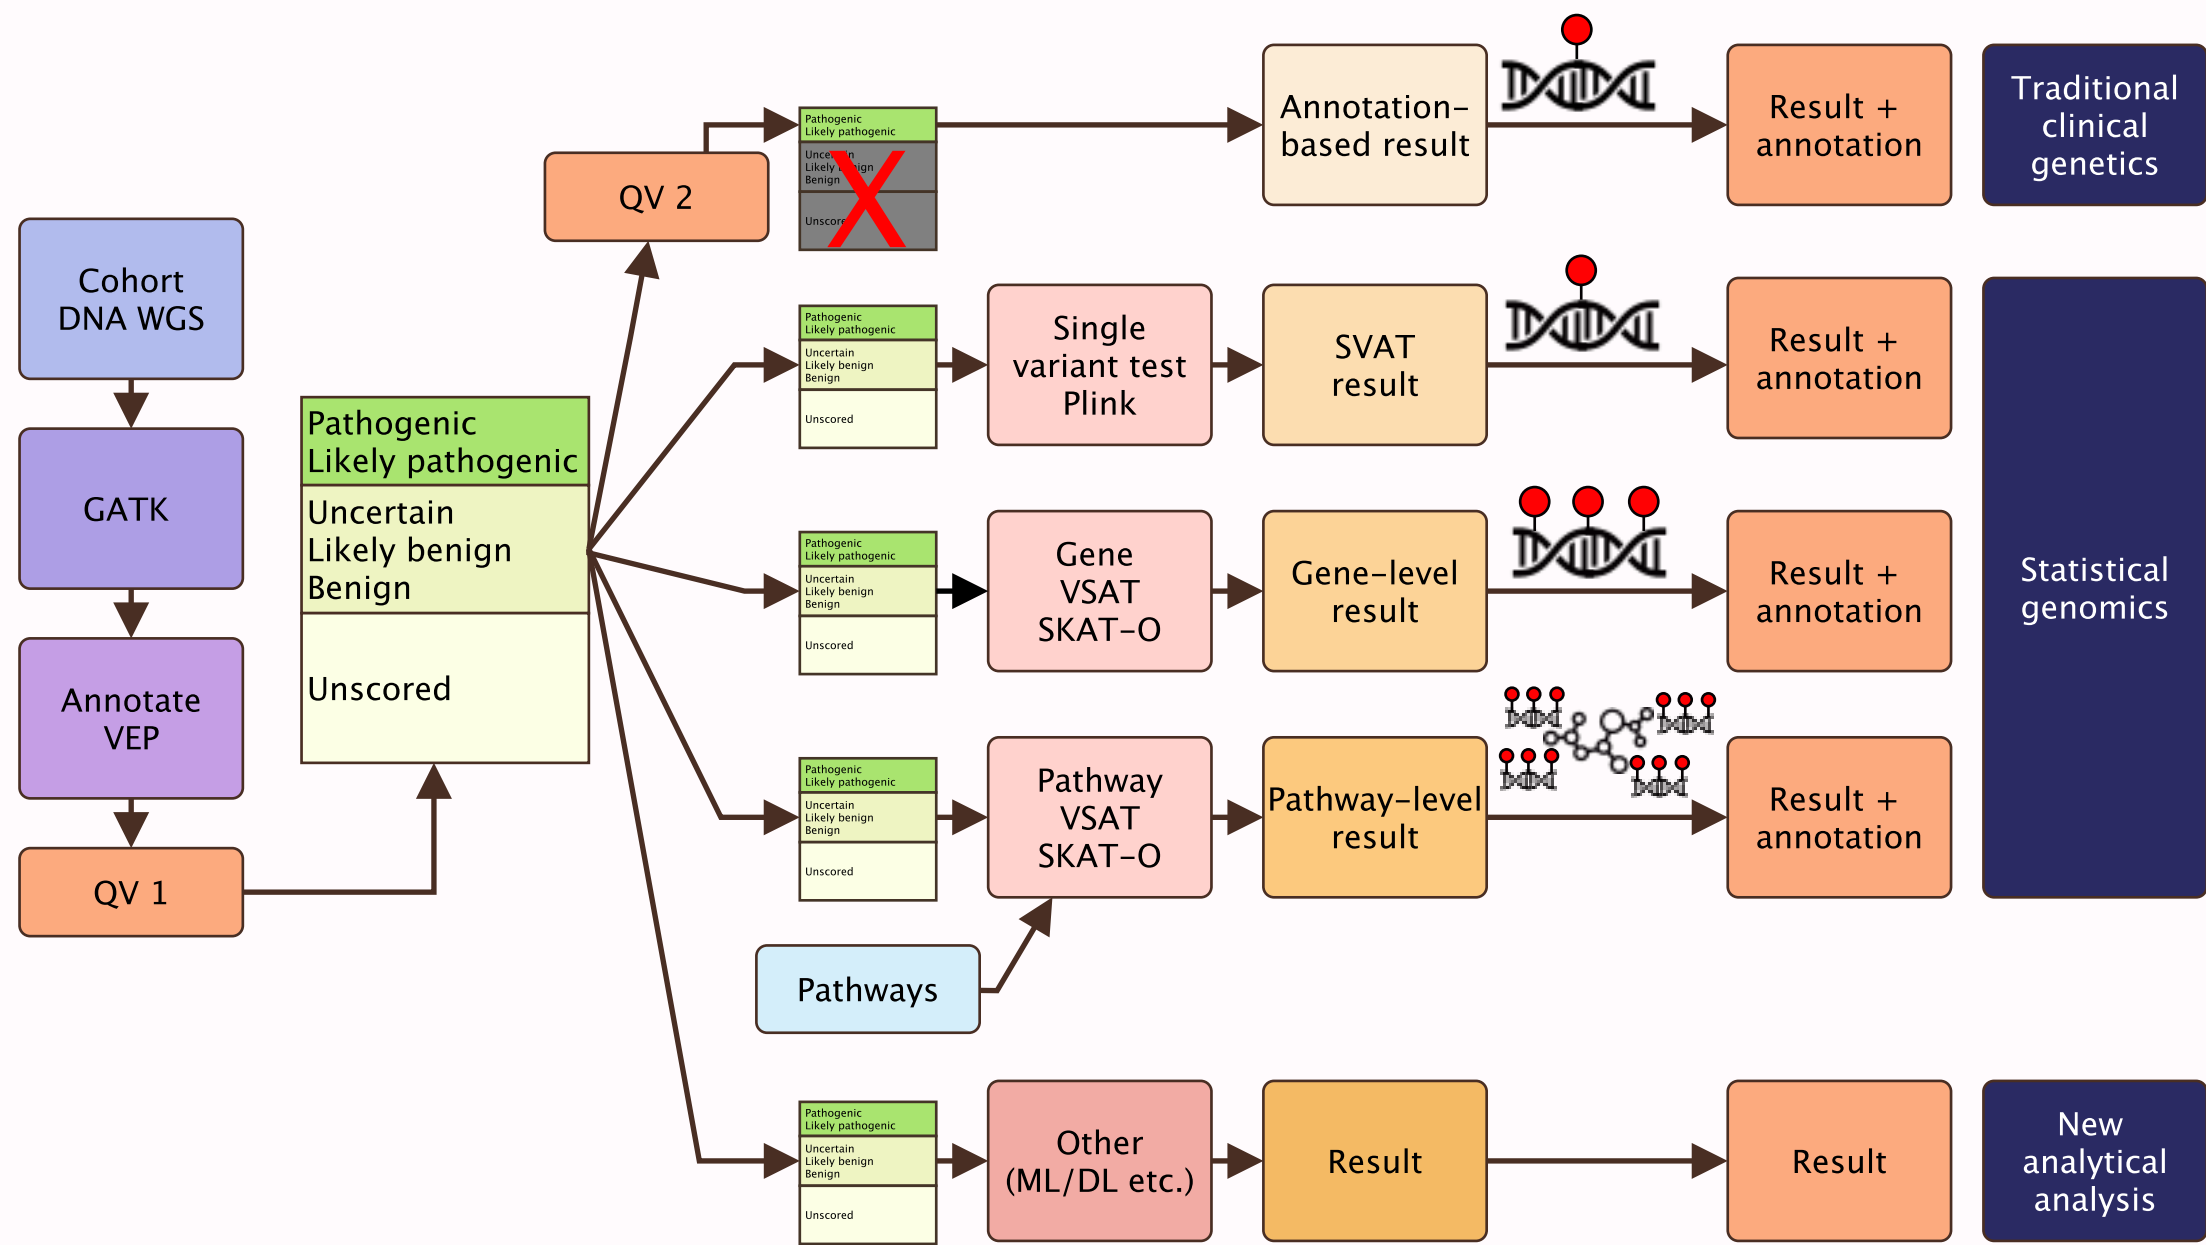 Cohort
DNA WGS
GATK
Annotate
VEP
QV 1
Pathogenic
Likely pathogenic
Uncertain
Likely benign
Benign
Unscored
QV 2
Pathogenic
Likely pathogenic
Uncertain
Likely benign
Benign
Unscored
Annotation-
based result
Result +
annotation
Traditional
clinical
genetics
Pathogenic
Likely pathogenic
Uncertain
Likely benign
Benign
Unscored
Single
variant test
Plink
SVAT
result
Result +
annotation
Pathogenic
Likely pathogenic
Uncertain
Likely benign
Benign
Unscored
Gene
VSAT
SKAT-O
Gene-level
result
Result +
annotation
Statistical
genomics
Pathogenic
Likely pathogenic
Uncertain
Likely benign
Benign
Unscored
Pathway
VSAT
SKAT-O
Pathway-level
result
Result +
annotation
Pathways
Pathogenic
Likely pathogenic
Uncertain
Likely benign
Benign
Unscored
Other
(ML/DL etc.)
Result
Result
New
analytical
analysis